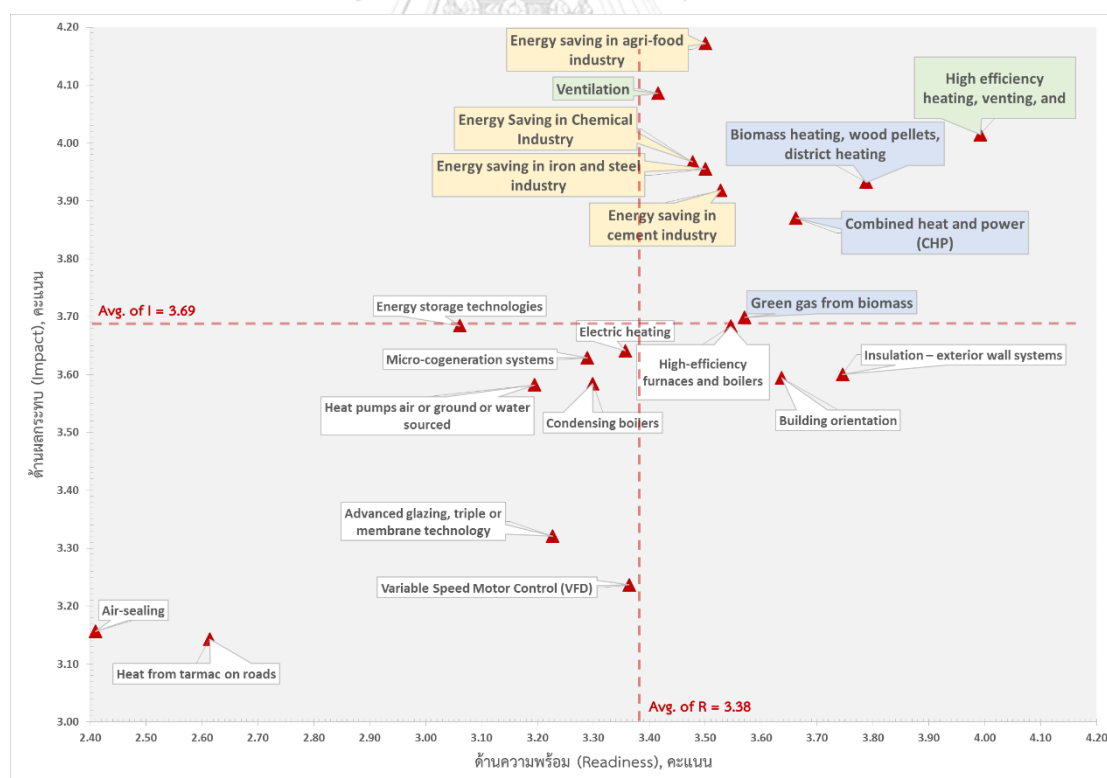 4.20
4.10
4.00
3.90
3.80
3.70
3.60
3.50
3.40
3.30
3.20
3.10
3.00
ด้านผลกระทบ (Impact), คะแนน
Energy saving in agri-food
industry
Ventilation
High efficiency
heating, venting, and
Energy Saving in Chemical
Industry
Biomass heating, wood pellets,
district heating
Energy saving in iron and steel
industry
Energy saving in
cement industry
Combined heat and power
(CHP)
Avg. of I = 3.69
Energy storage technologies
Green gas from biomass
Electric heating
Micro-cogeneration systems
High-efficiency
furnaces and boilers
Insulation – exterior wall systems
Heat pumps air or ground or water
sourced
Condensing boilers
Building orientation
Advanced glazing, triple or
membrane technology
Variable Speed Motor Control (VFD)
Air-sealing
Heat from tarmac on roads
Avg. of R = 3.38
2.40 2.50 2.60 2.70 2.80 2.90 3.00 3.10 3.20 3.30 3.40 3.50 3.60 3.70 3.80 3.90 4.00 4.10 4.20
ด้านความพร้อม (Readiness), คะแนน